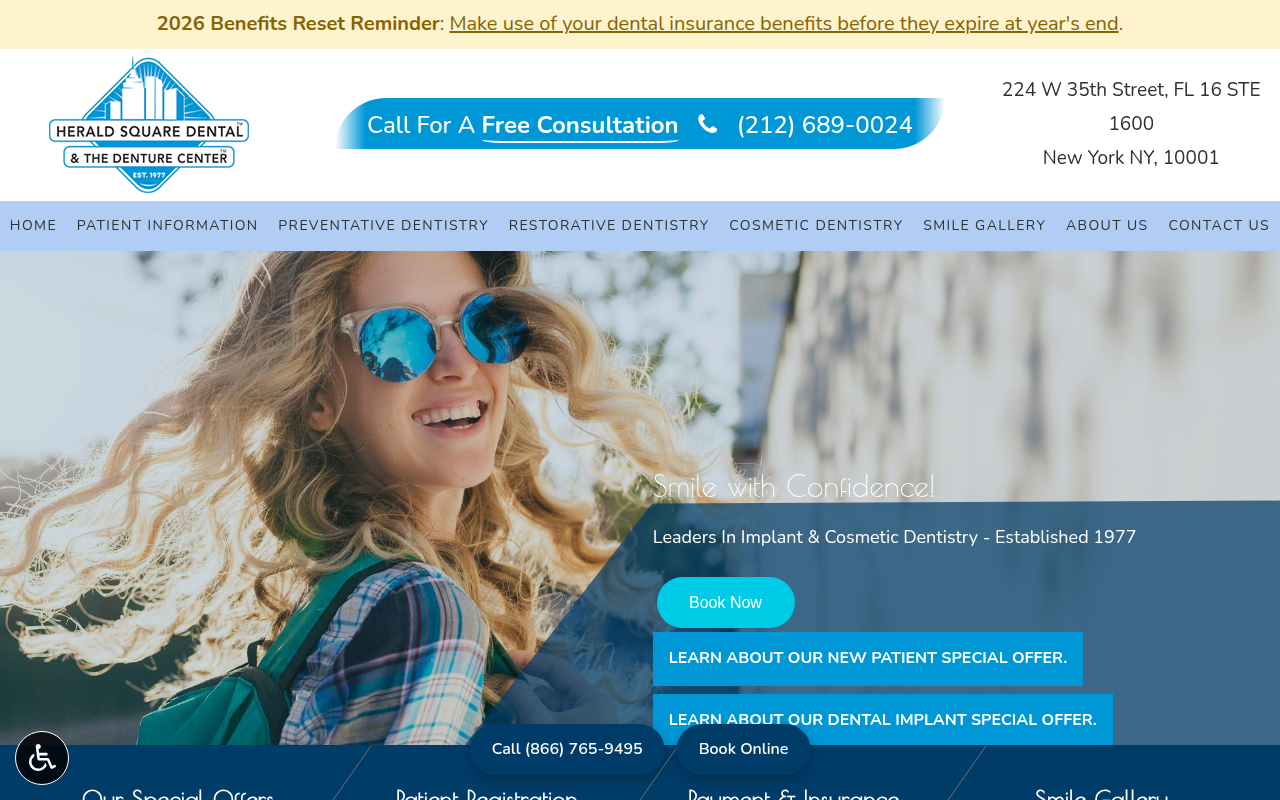 2026 Benefits Reset Reminder: Make use of your dental insurance benefits before they expire at year's end.
HERALD SQUARE DENTAL™
& THE DENTURE CENTER™
EST. 1977
Call For A Free Consultation (212) 689-0024
224 W 35th Street, FL 16 STE
1600
New York NY, 10001
HOME PATIENT INFORMATION PREVENTATIVE DENTISTRY RESTORATIVE DENTISTRY COSMETIC DENTISTRY SMILE GALLERY ABOUT US CONTACT US
Smile with Confidence!
Leaders In Implant & Cosmetic Dentistry - Established 1977
Book Now
LEARN ABOUT OUR NEW PATIENT SPECIAL OFFER.
LEARN ABOUT OUR DENTAL IMPLANT SPECIAL OFFER.
Call (866) 765-9495 Book Online
Our Special Offers Patient Registration Payment & Insurance Smile Gallery